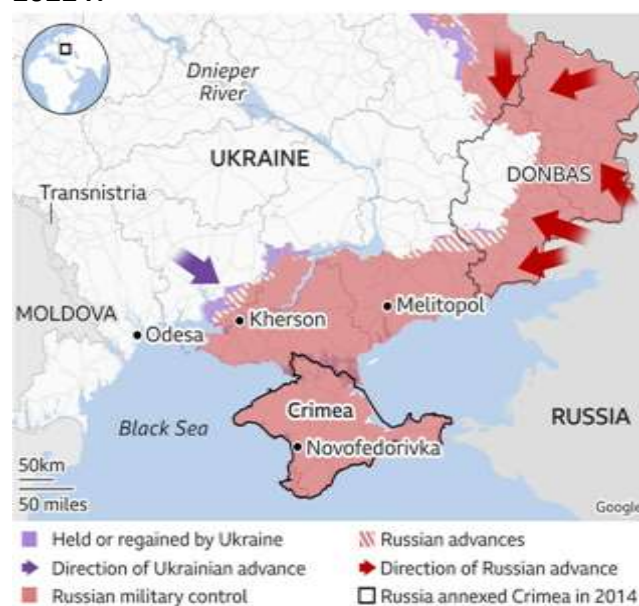 Dnieper
River
UKRAINE
DONBAS
Transnistria
MOLDOVA
Odesa
Kherson
Melitopol
Crimea
Black Sea
Novofedorivka
RUSSIA
50km
50 miles
Google
Held or regained by Ukraine
Russian advances
Direction of Ukrainian advance
Direction of Russian advance
Russian military control
Russia annexed Crimea in 2014